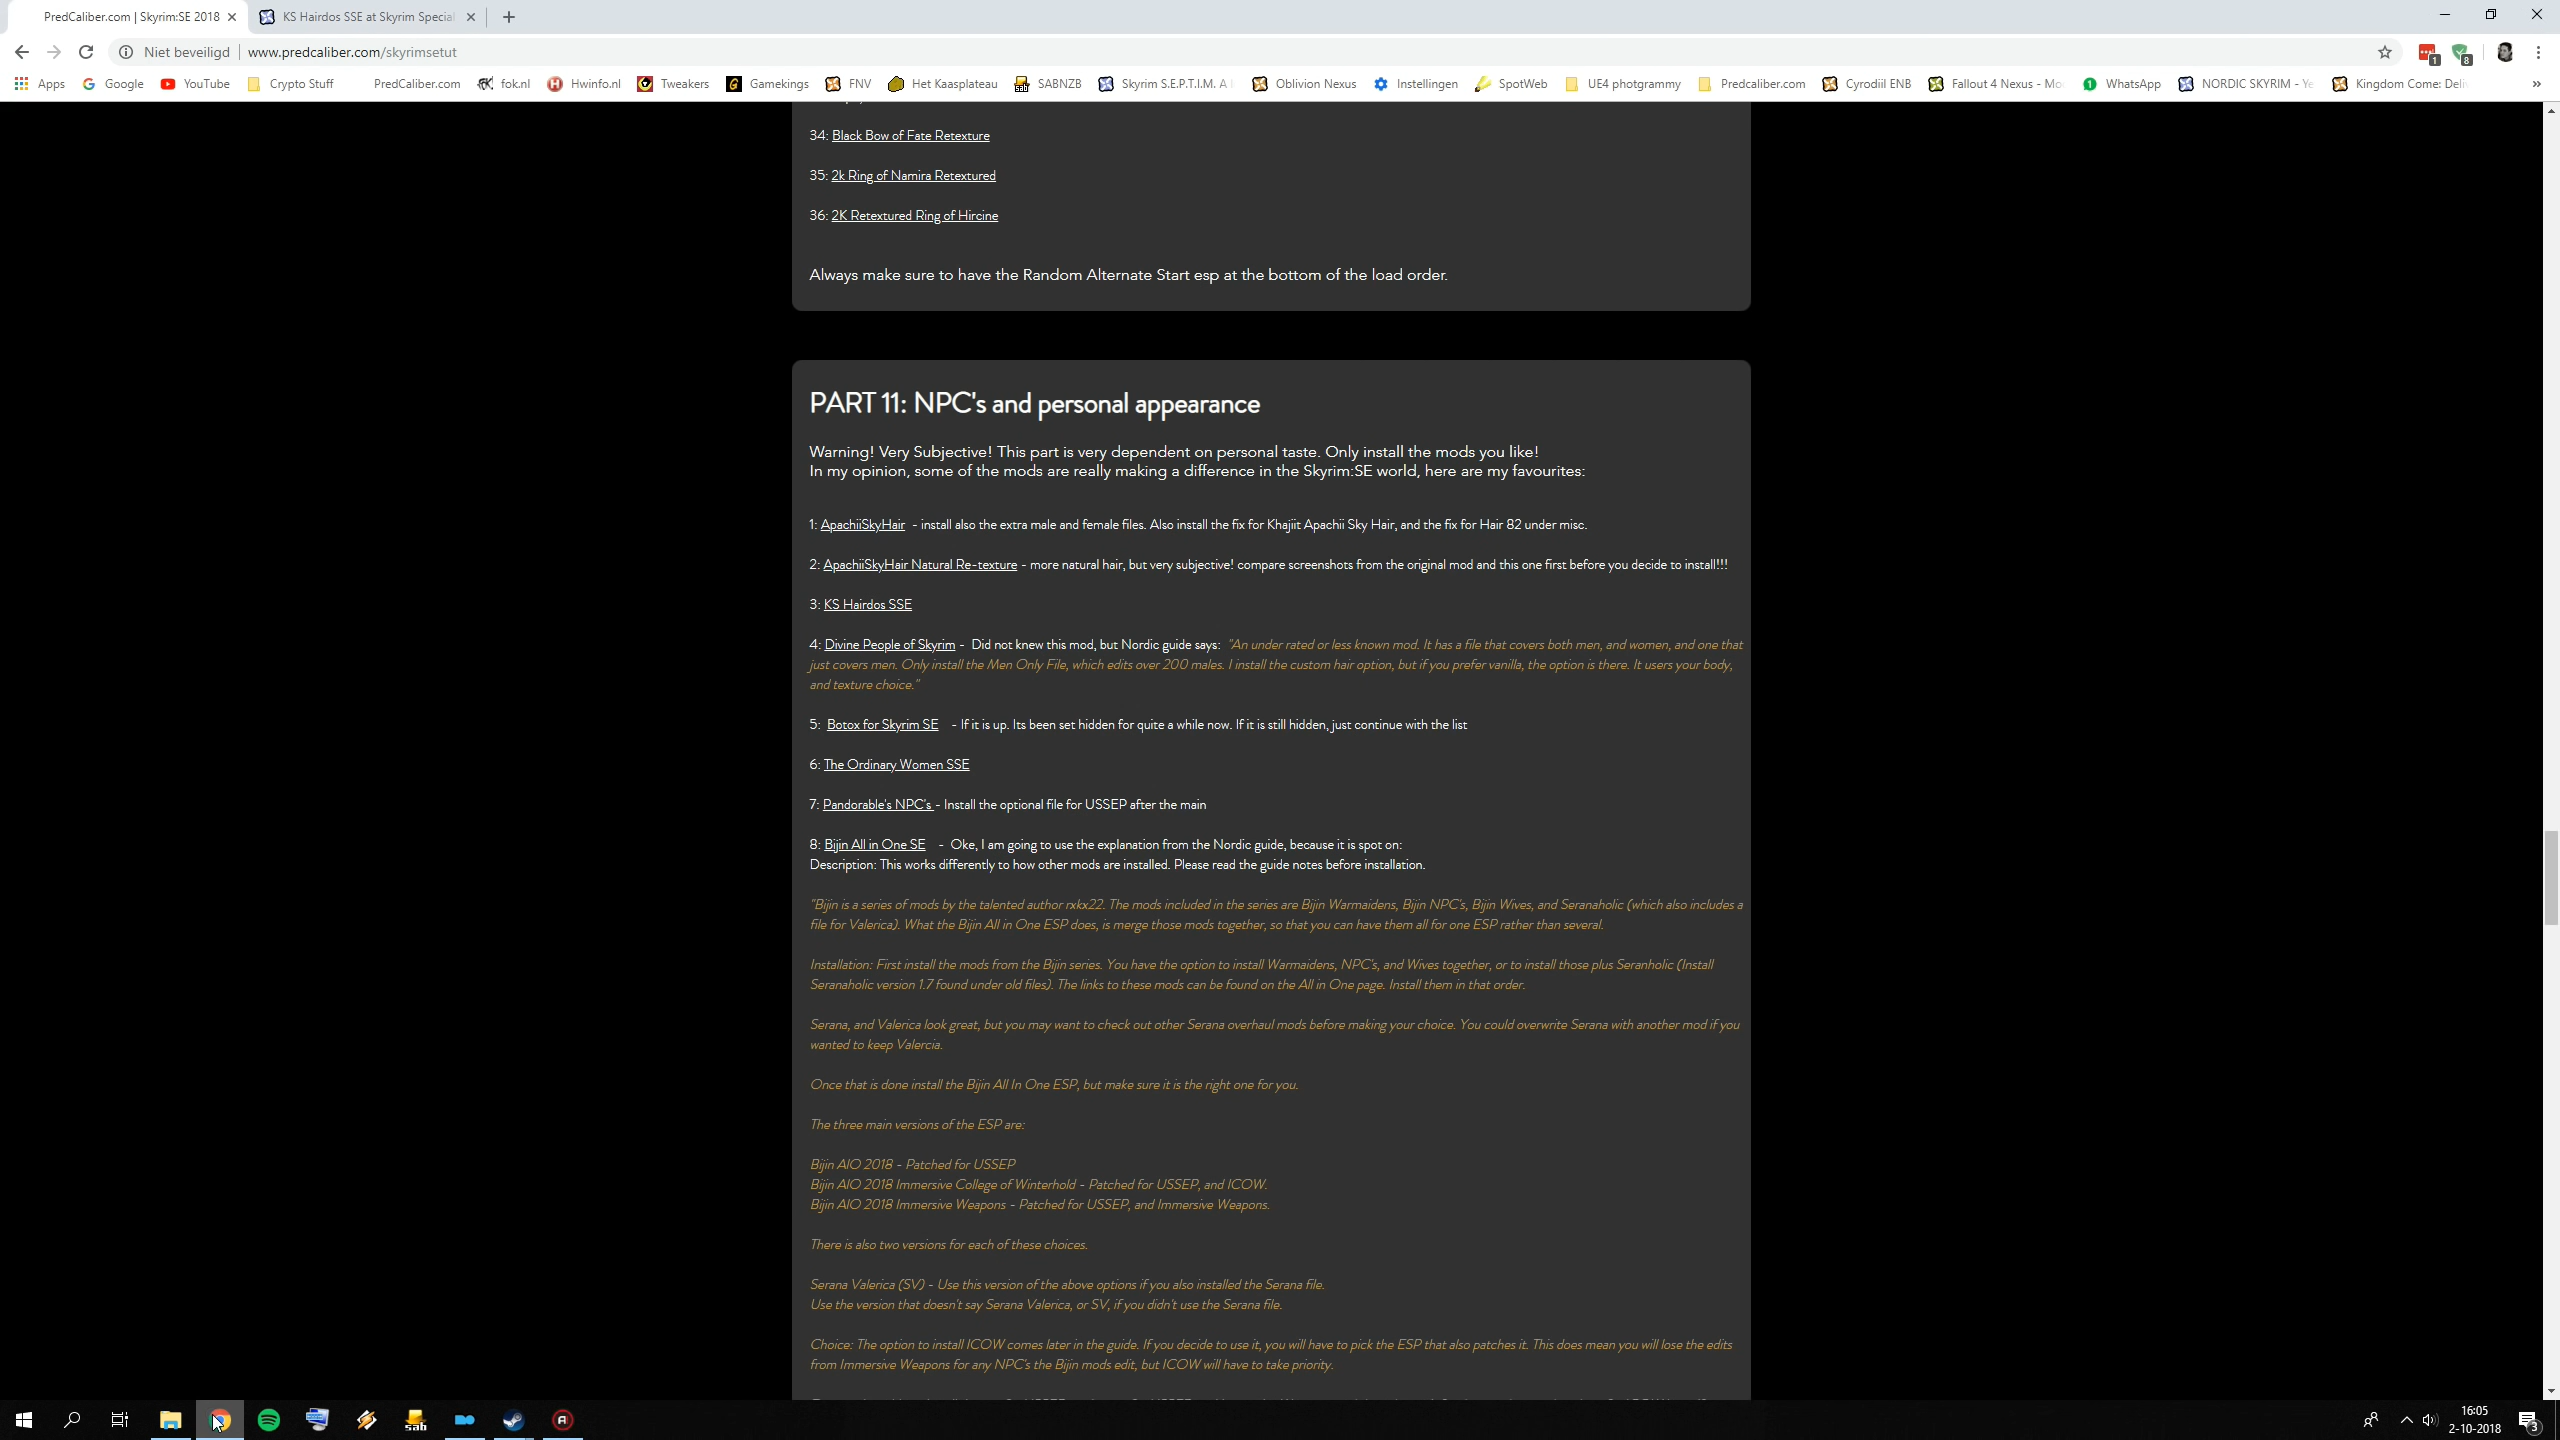 PredCaliber.com | Skyrim:SE 2018
KS Hairdos SSE at Skyrim Special
Niet beveiligd
www.predcaliber.com/skyrimsetut
1
8
Apps
Google
YouTube
Crypto Stuff
PredCaliber.com
fok.nl
Hwinfo.nl
Tweakers
Gamekings
FNV
Het Kaasplateau
SABNZB
Skyrim S.E.P.T.I.M. A
Oblivion Nexus
Instellingen
SpotWeb
UE4 photgrammy
Predcaliber.com
Cyrodiil ENB
Fallout 4 Nexus - Mo
WhatsApp
NORDIC SKYRIM - Ye
Kingdom Come: Deli
»
34: Black Bow of Fate Retexture
35: 2k Ring of Namira Retextured
36: 2K Retextured Ring of Hircine
Always make sure to have the Random Alternate Start esp at the bottom of the load order.
PART 11: NPC's and personal appearance
Warning! Very Subjective! This part is very dependent on personal taste. Only install the mods you like!
In my opinion, some of the mods are really making a difference in the Skyrim:SE world, here are my favourites:
1: ApachiiSkyHair - install also the extra male and female files. Also install the fix for Khajiit Apachii Sky Hair, and the fix for Hair 82 under misc.
2: ApachiiSkyHair Natural Re-texture - more natural hair, but very subjective! compare screenshots from the original mod and this one first before you decide to install!!!
3: KS Hairdos SSE
4: Divine People of Skyrim - Did not knew this mod, but Nordic guide says: "An under rated or less known mod. It has a file that covers both men, and women, and one that
just covers men. Only install the Men Only File, which edits over 200 males. I install the custom hair option, but if you prefer vanilla, the option is there. It users your body,
and texture choice."
5: Botox for Skyrim SE - If it is up. Its been set hidden for quite a while now. If it is still hidden, just continue with the list
6: The Ordinary Women SSE
7: Pandorable's NPC's - Install the optional file for USSEP after the main
8: Bijin All in One SE - Oke, I am going to use the explanation from the Nordic guide, because it is spot on:
Description: This works differently to how other mods are installed. Please read the guide notes before installation.
"Bijin is a series of mods by the talented author rxkx22. The mods included in the series are Bijin Warmaidens, Bijin NPC's, Bijin Wives, and Seranaholic (which also includes a
file for Valerica). What the Bijin All in One ESP does, is merge those mods together, so that you can have them all for one ESP rather than several.
Installation: First install the mods from the Bijin series. You have the option to install Warmaidens, NPC's, and Wives together, or to install those plus Seranholic (Install
Seranaholic version 1.7 found under old files). The links to these mods can be found on the All in One page. Install them in that order.
Serana, and Valerica look great, but you may want to check out other Serana overhaul mods before making your choice. You could overwrite Serana with another mod if you
wanted to keep Valercia.
Once that is done install the Bijin All In One ESP, but make sure it is the right one for you.
The three main versions of the ESP are:
Bijin AIO 2018 - Patched for USSEP
Bijin AIO 2018 Immersive College of Winterhold - Patched for USSEP, and ICOW.
Bijin AIO 2018 Immersive Weapons - Patched for USSEP, and Immersive Weapons.
There is also two versions for each of these choices.
Serana Valerica (SV) - Use this version of the above options if you also installed the Serana file.
Use the version that doesn't say Serana Valerica, or SV, if you didn't use the Serana file.
Choice: The option to install ICOW comes later in the guide. If you decide to use it, you will have to pick the ESP that also patches it. This does mean you will lose the edits
from Immersive Weapons for any NPC's the Bijin mods edit, but ICOW will have to take priority.
sab
16:05
2-10-2018
3